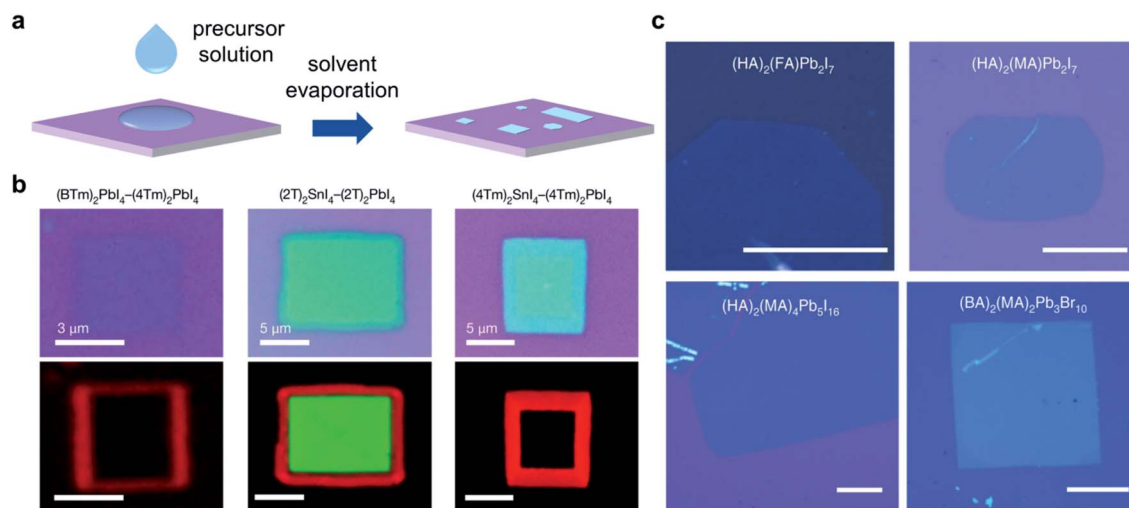 a
precursor
solution
solvent
evaporation
b
(BTm)₂PbI₄–(4Tm)₂PbI₄
(2T)₂SnI₄–(2T)₂PbI₄
(4Tm)₂SnI₄–(4Tm)₂PbI₄
3 µm
5 µm
5 µm
c
(HA)₂(FA)Pb₂I₇
(HA)₂(MA)Pb₂I₇
(HA)₂(MA)₄Pb₅I₁₆
(BA)₂(MA)₂Pb₃Br₁₀